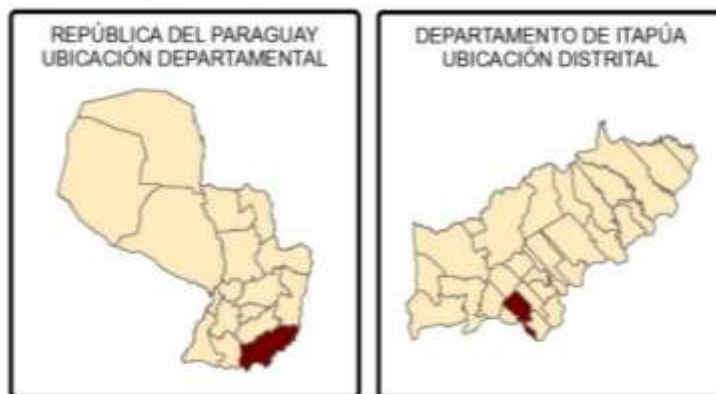 REPÚBLICA DEL PARAGUAY
UBICACIÓN DEPARTAMENTAL
DEPARTAMENTO DE ITAPÚA
UBICACIÓN DISTRITAL